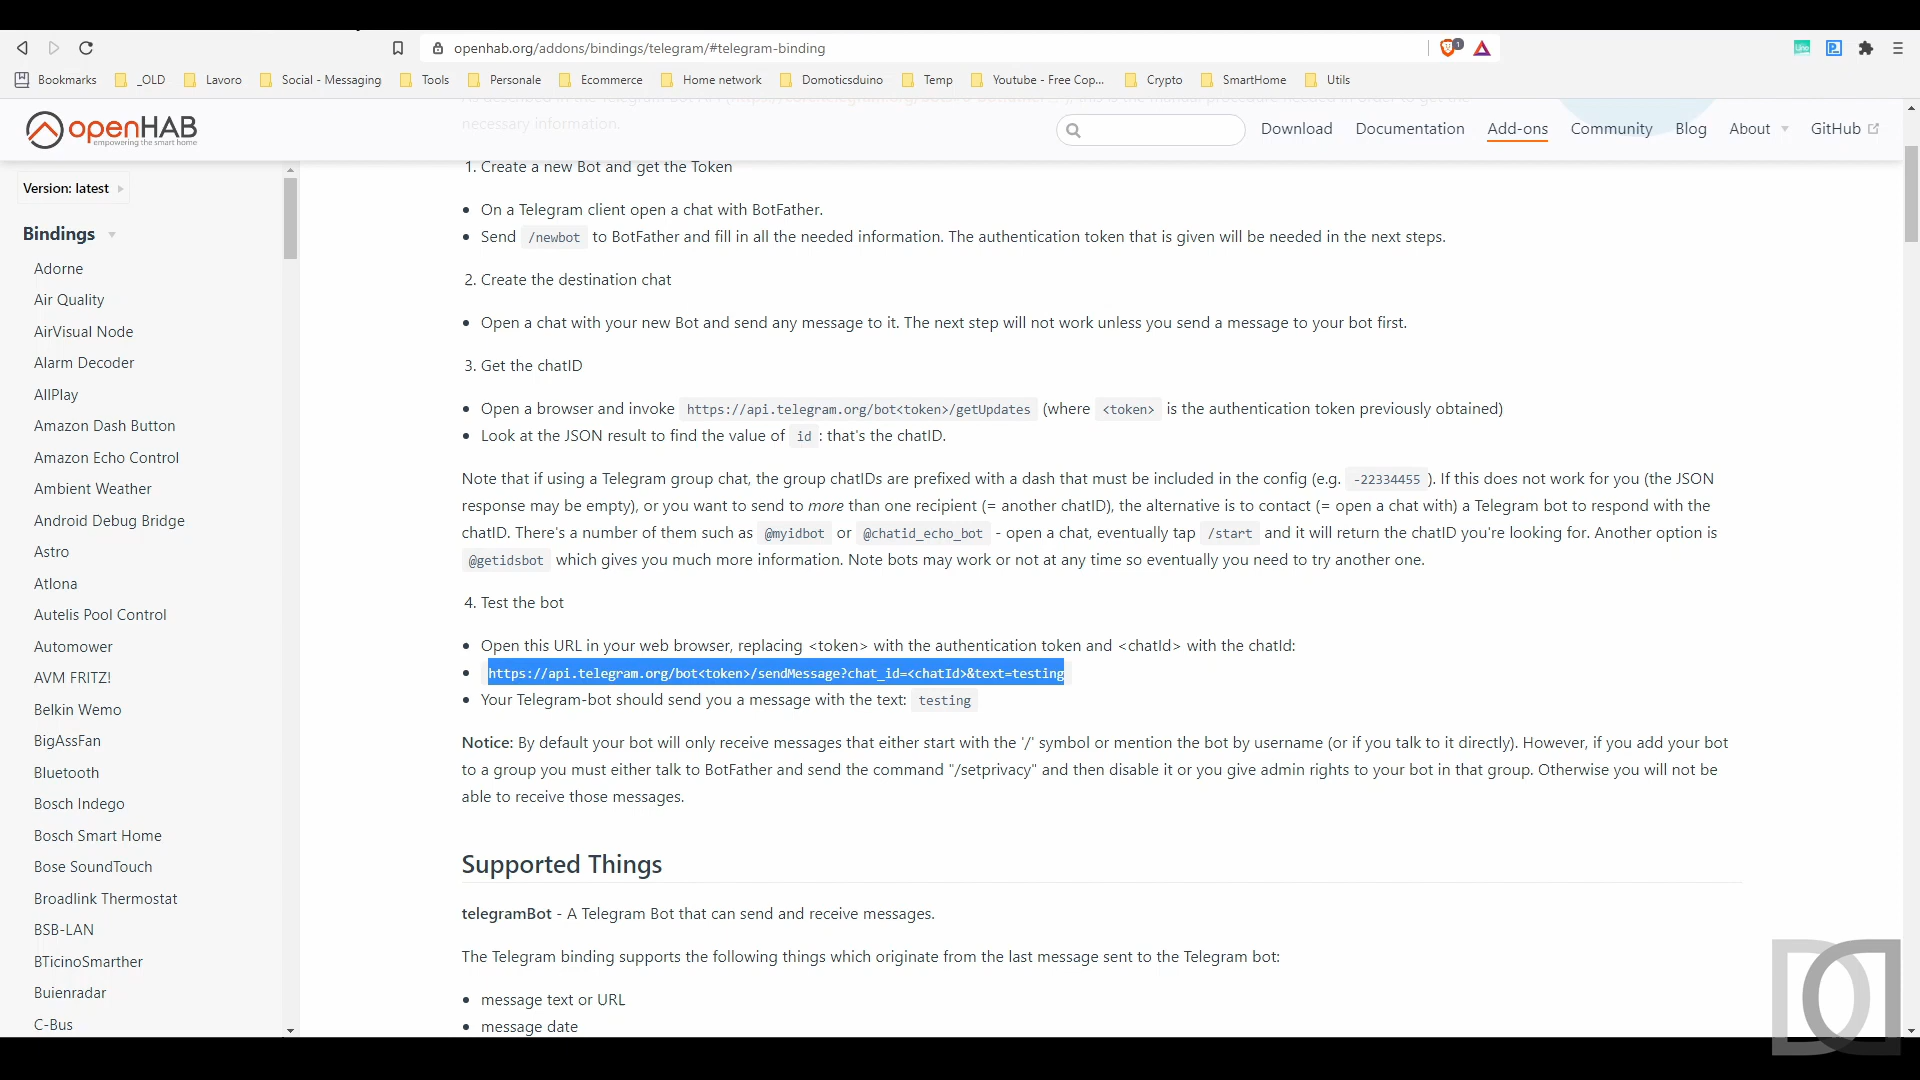 openhab.org/addons/bindings/telegram/#telegram-binding
1
Bookmarks _OLD Lavoro Social - Messaging Tools Personale Ecommerce Home network Domoticsduino Temp Youtube - Free Cop... Crypto SmartHome Utils
necessary information.
openHAB
empowering the smart home
Download Documentation Add-ons Community Blog About GitHub
Version: latest
Bindings
Adorne
Air Quality
AirVisual Node
Alarm Decoder
AllPlay
Amazon Dash Button
Amazon Echo Control
Ambient Weather
Android Debug Bridge
Astro
Atlona
Autelis Pool Control
Automower
AVM FRITZ!
Belkin Wemo
BigAssFan
Bluetooth
Bosch Indego
Bosch Smart Home
Bose SoundTouch
Broadlink Thermostat
BSB-LAN
BTicinoSmarther
Buienradar
C-Bus
1. Create a new Bot and get the Token
• On a Telegram client open a chat with BotFather.
• Send /newbot to BotFather and fill in all the needed information. The authentication token that is given will be needed in the next steps.
2. Create the destination chat
• Open a chat with your new Bot and send any message to it. The next step will not work unless you send a message to your bot first.
3. Get the chatID
• Open a browser and invoke https://api.telegram.org/bot<token>/getUpdates (where <token> is the authentication token previously obtained)
• Look at the JSON result to find the value of id : that's the chatID.
Note that if using a Telegram group chat, the group chatIDs are prefixed with a dash that must be included in the config (e.g. -22334455 ). If this does not work for you (the JSON
response may be empty), or you want to send to more than one recipient (= another chatID), the alternative is to contact (= open a chat with) a Telegram bot to respond with the
chatID. There's a number of them such as @myidbot or @chatid_echo_bot - open a chat, eventually tap /start and it will return the chatID you're looking for. Another option is
@getidsbot which gives you much more information. Note bots may work or not at any time so eventually you need to try another one.
4. Test the bot
• Open this URL in your web browser, replacing <token> with the authentication token and <chatId> with the chatId:
• https://api.telegram.org/bot<token>/sendMessage?chat_id=<chatId>&text=testing
• Your Telegram-bot should send you a message with the text: testing
Notice: By default your bot will only receive messages that either start with the '/' symbol or mention the bot by username (or if you talk to it directly). However, if you add your bot
to a group you must either talk to BotFather and send the command "/setprivacy" and then disable it or you give admin rights to your bot in that group. Otherwise you will not be
able to receive those messages.
Supported Things
telegramBot - A Telegram Bot that can send and receive messages.
The Telegram binding supports the following things which originate from the last message sent to the Telegram bot:
• message text or URL
• message date